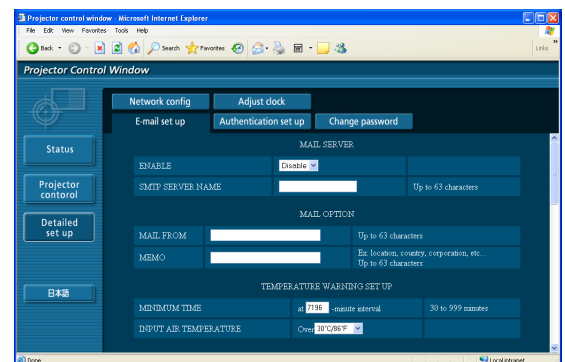 Projector control window - Microsoft Internet Explorer
File Edit View Favorites Tools Help
Back Search Favorites Links
Projector Control Window
Network config Adjust clock
E-mail set up Authentication set up Change password
Status
Projector
contorol
Detailed
set up
日本語
MAIL SERVER
ENABLE Disable
SMTP SERVER NAME Up to 63 characters
MAIL OPTION
MAIL FROM Up to 63 characters
MEMO Ex. location, country, corporation, etc...
Up to 63 characters
TEMPERATURE WARNING SET UP
MINIMUM TIME at 7196 -minute interval 30 to 999 minutes
INPUT AIR TEMPERATURE Over 30°C/86°F
Done Local intranet